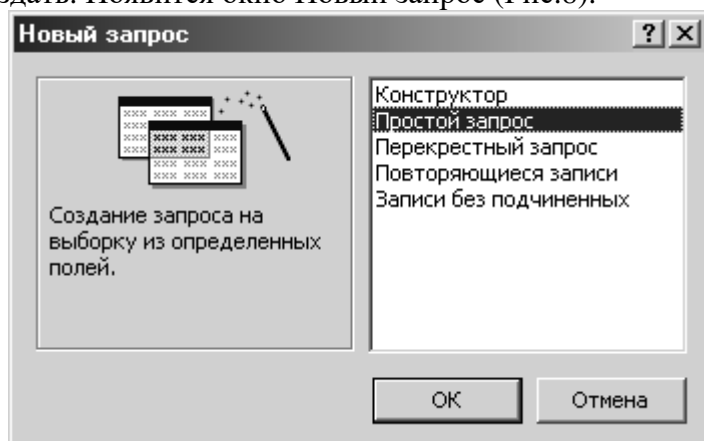 здать. Появится окно Новый запрос (Рис.8).
Новый запрос
Создание запроса на
выборку из определенных
полей.
Конструктор
Простой запрос
Перекрестный запрос
Повторяющиеся записи
Записи без подчиненных
ОК
Отмена